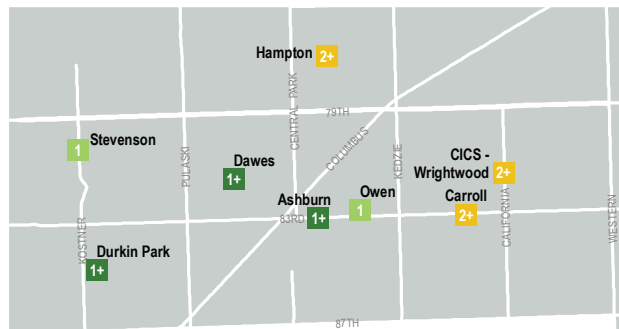 Hampton
2+
CENTRAL PARK
79TH
Stevenson
1
PULASKI
COLUMBUS
KEDZIE
CICS -
Wrightwood
2+
Dawes
1+
Carroll
2+
Owen
1
Ashburn
83RD
1+
CALIFORNIA
WESTERN
KOSTNER
Durkin Park
1+
87TH